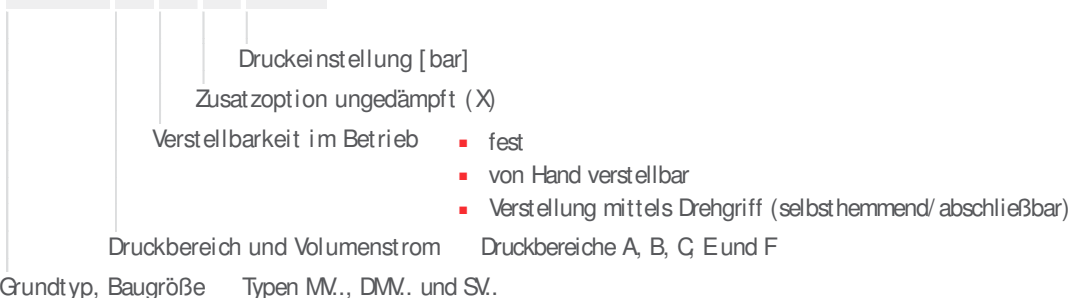 Druckeinstellung [bar]
Zusatzoption ungedämpft (X)
Verstellbarkeit im Betrieb
fest
von Hand verstellbar
Verstellung mittels Drehgriff (selbsthemmend/abschließbar)
Druckbereich und Volumenstrom Druckbereiche A, B, C, E und F
Grundtyp, Baugröße Typen MV.., DMV.. und SV..